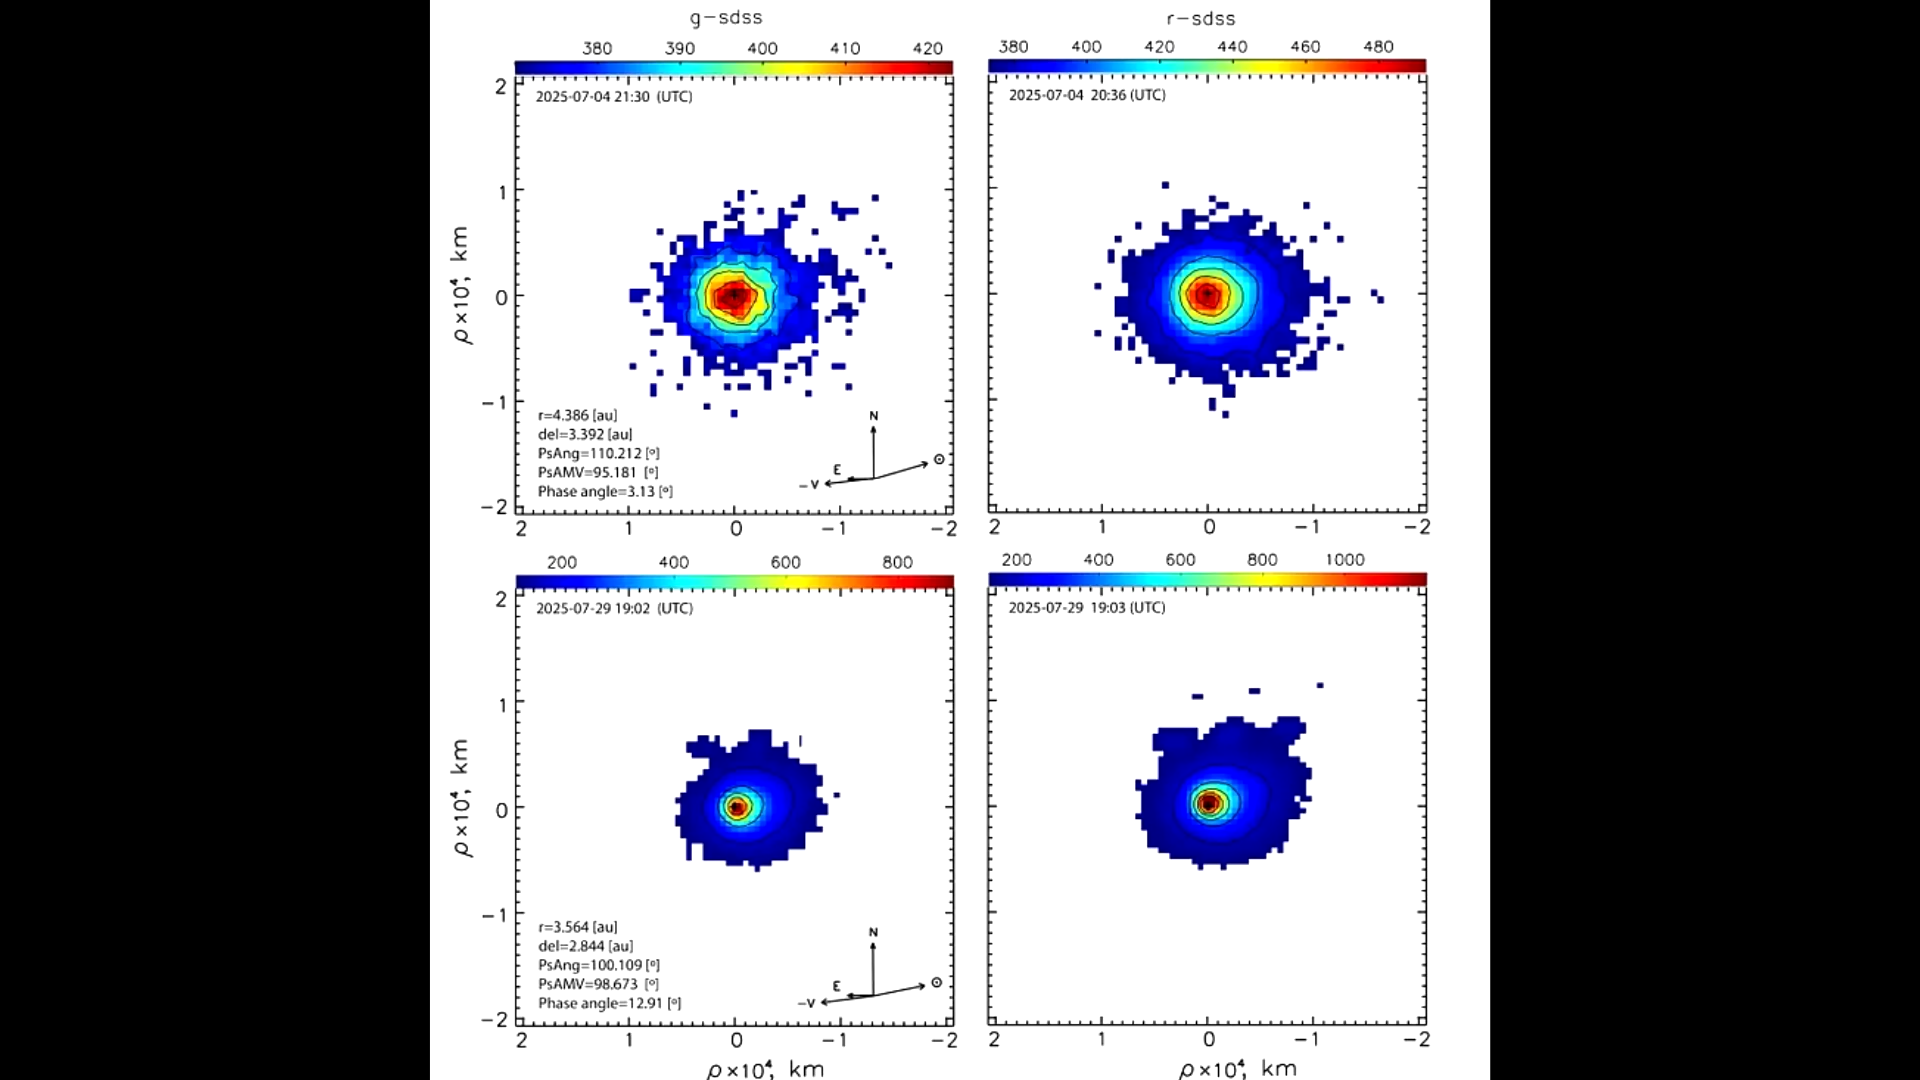 g-sdss
r-sdss
380 390 400 410 420
380 400 420 440 460 480
2025-07-04 21:30 (UTC)
2025-07-04 20:36 (UTC)
2
1
0
-1
-2
ρ×10⁴, km
r=4.386 [au]
del=3.392 [au]
PsAng=110.212 [º]
PsAMV=95.181 [º]
Phase angle=3.13 [º]
N
E
-V
⊙
2 1 0 -1 -2
2 1 0 -1 -2
200 400 600 800
200 400 600 800 1000
2025-07-29 19:02 (UTC)
2025-07-29 19:03 (UTC)
2
1
0
-1
-2
ρ×10⁴, km
r=3.564 [au]
del=2.844 [au]
PsAng=100.109 [º]
PsAMV=98.673 [º]
Phase angle=12.91 [º]
N
E
-V
⊙
2 1 0 -1 -2
2 1 0 -1 -2
ρ×10⁴, km
ρ×10⁴, km